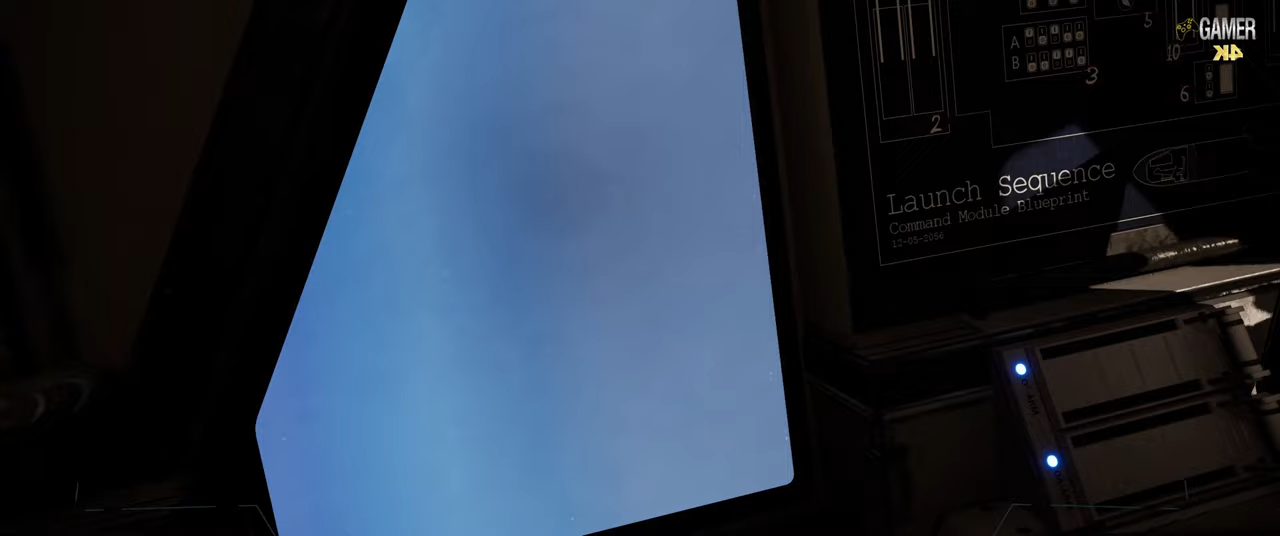 GAMER
4K
5
A
B
10
3
6
2
Launch Sequence
Command Module Blueprint
12-05-2056